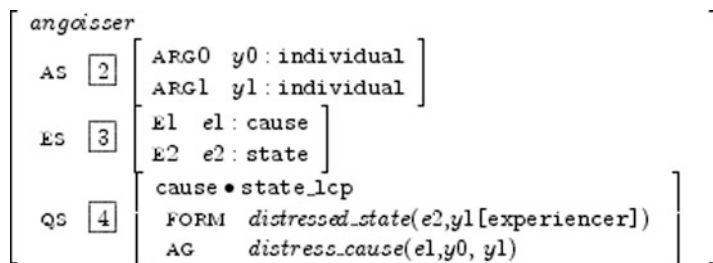 angoisser
AS [2] [ARG0 y0 : individual
ARG1 y1 : individual]
ES [3] [E1 e1 : cause
E2 e2 : state]
QS [4] [cause • state_lcp
FORM distressed_state(e2,y1[experiencer])
AG distress_cause(e1,y0, y1)]